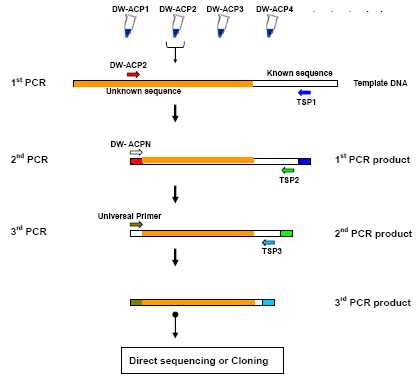 DW-ACP1 DW-ACP2 DW-ACP3 DW-ACP4 . . . . .
DW-ACP2
Known sequence
1st PCR
Template DNA
Unknown sequence
TSP1
DW- ACPN
2nd PCR
1st PCR product
TSP2
Universal Primer
3rd PCR
2nd PCR product
TSP3
3rd PCR product
Direct sequencing or Cloning